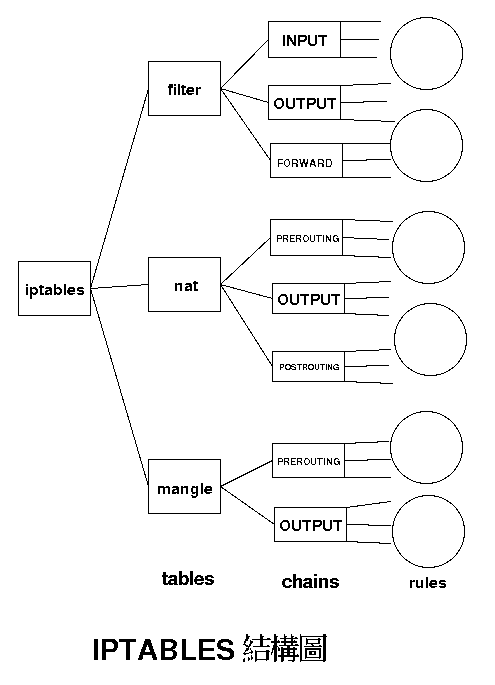 INPUT
filter
OUTPUT
FORWARD
PREROUTING
iptables
nat
OUTPUT
POSTROUTING
PREROUTING
mangle
OUTPUT
tables
chains
rules
IPTABLES 結構圖